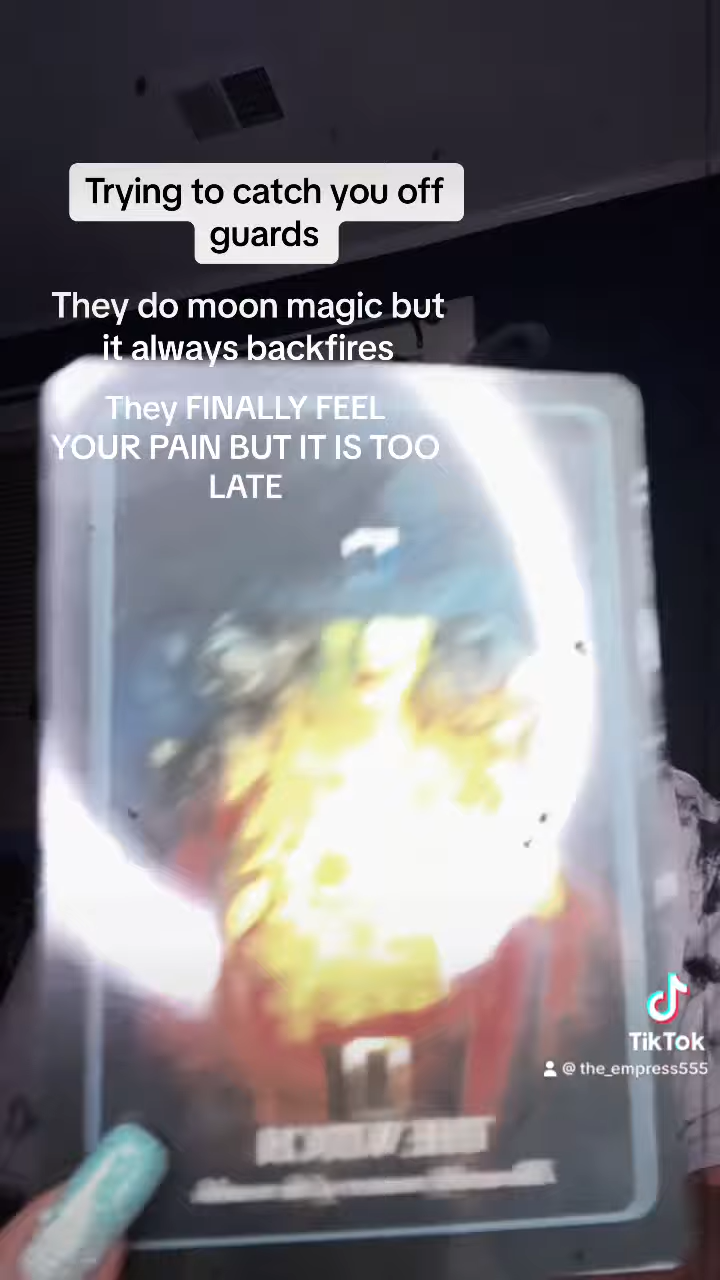 Trying to catch you off
guards
They do moon magic but
it always backfires
They FINALLY FEEL
YOUR PAIN BUT IT IS TOO
LATE
TikTok
@ the_empress555